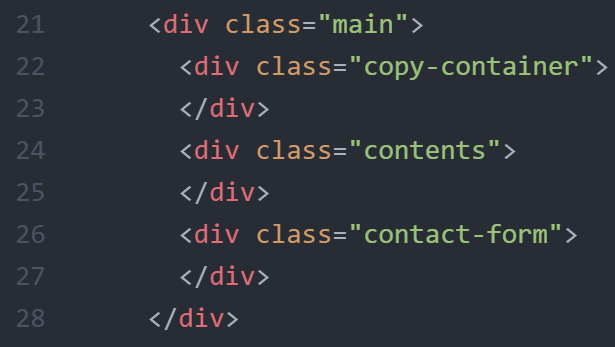 21 <div class="main">
22 <div class="copy-container">
23 </div>
24 <div class="contents">
25 </div>
26 <div class="contact-form">
27 </div>
28 </div>